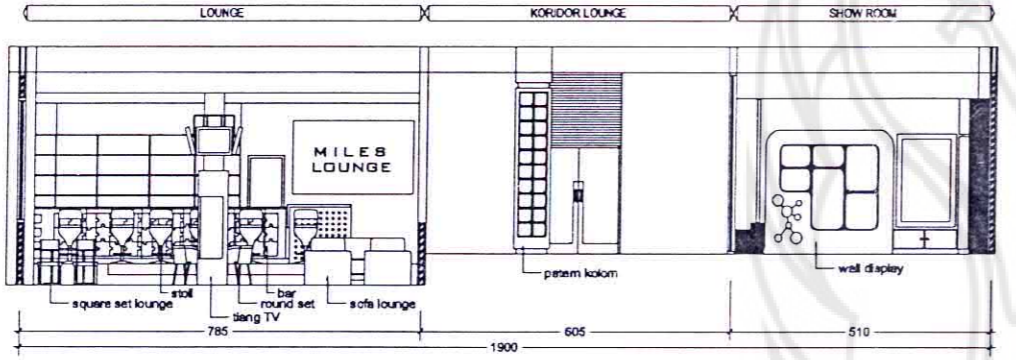 LOUNGE
KORIDOR LOUNGE
SHOW ROOM
MILES
LOUNGE
patern kolom
wall display
square set lounge
stoll
bar
round set
sofa lounge
tiang TV
785
605
510
1900